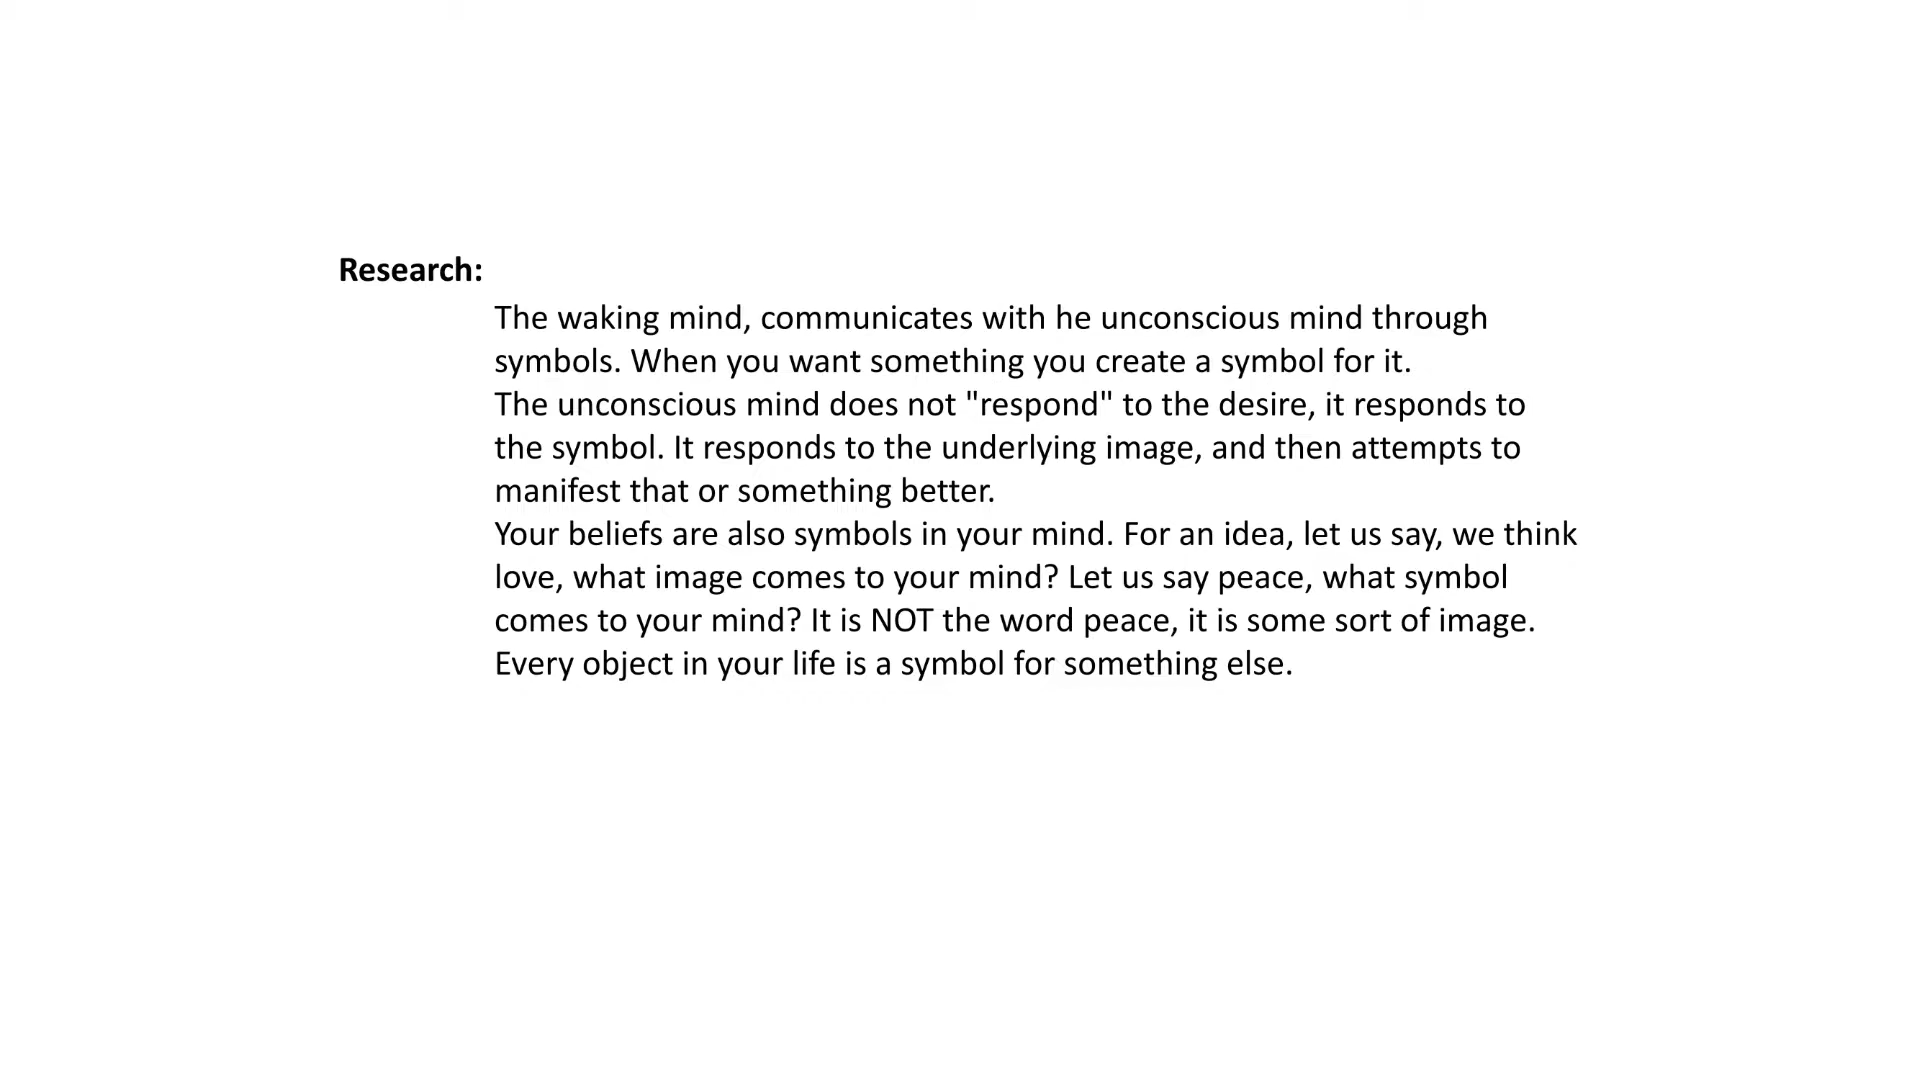 Research:
The waking mind, communicates with he unconscious mind through
symbols. When you want something you create a symbol for it.
The unconscious mind does not "respond" to the desire, it responds to
the symbol. It responds to the underlying image, and then attempts to
manifest that or something better.
Your beliefs are also symbols in your mind. For an idea, let us say, we think
love, what image comes to your mind? Let us say peace, what symbol
comes to your mind? It is NOT the word peace, it is some sort of image.
Every object in your life is a symbol for something else.